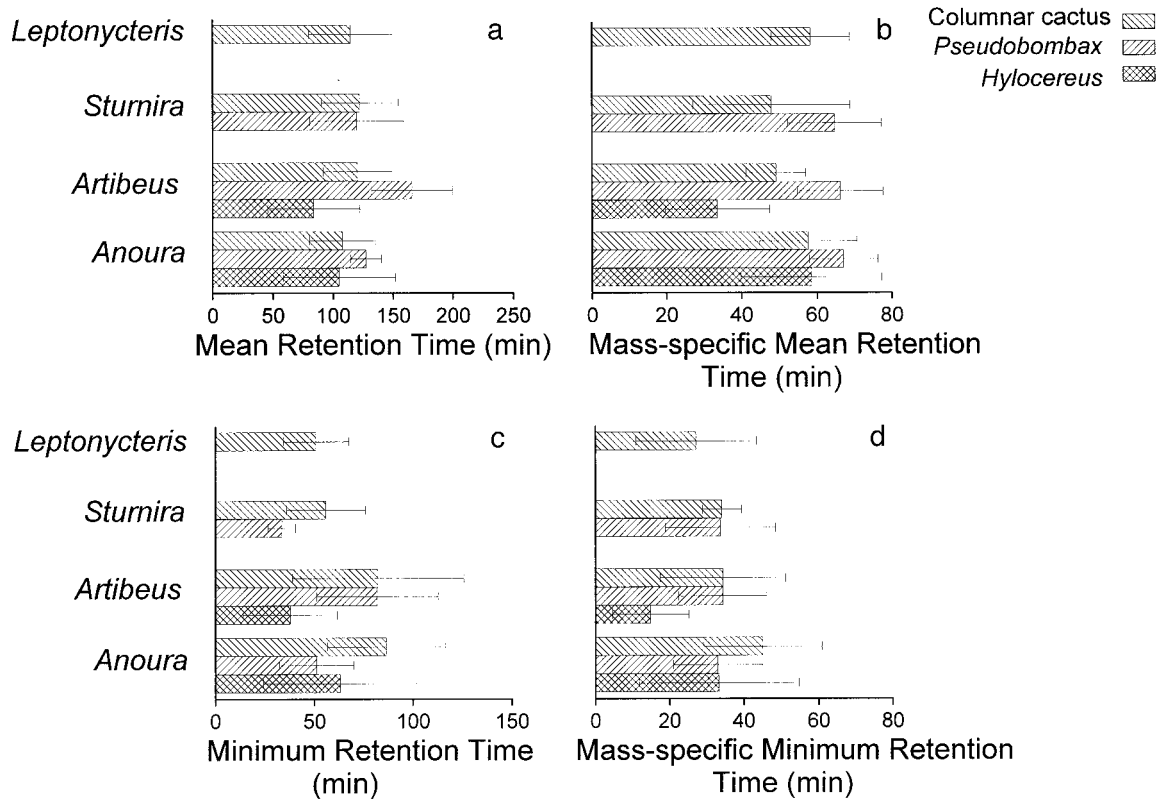 Leptonycteris
Sturnira
Artibeus
Anoura
a
0 50 100 150 200 250
Mean Retention Time (min)
b
0 20 40 60 80
Mass-specific Mean Retention
Time (min)
Columnar cactus
Pseudobombax
Hylocereus
Leptonycteris
Sturnira
Artibeus
Anoura
c
0 50 100 150
Minimum Retention Time
(min)
d
0 20 40 60 80
Mass-specific Minimum Retention
Time (min)